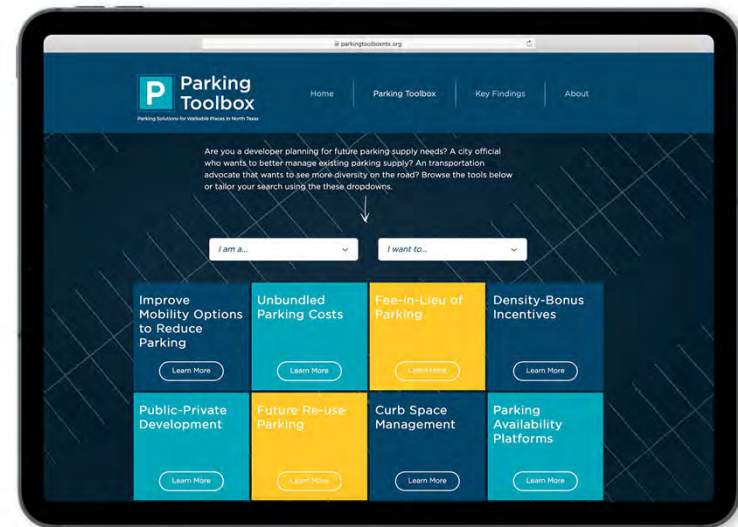 parkingtoolboxntx.org
P Parking
Toolbox
Parking Solutions for Walkable Places in North Texas
Home
Parking Toolbox
Key Findings
About
Are you a developer planning for future parking supply needs? A city official
who wants to better manage existing parking supply? An transportation
advocate that wants to see more diversity on the road? Browse the tools below
or tailor your search using the these dropdowns.
I am a...
I want to...
Improve
Mobility Options
to Reduce
Parking
Learn More
Unbundled
Parking Costs
Learn More
Fee-in-Lieu of
Parking
Learn More
Density-Bonus
Incentives
Learn More
Public-Private
Development
Learn More
Future Re-use
Parking
Learn More
Curb Space
Management
Learn More
Parking
Availability
Platforms
Learn More